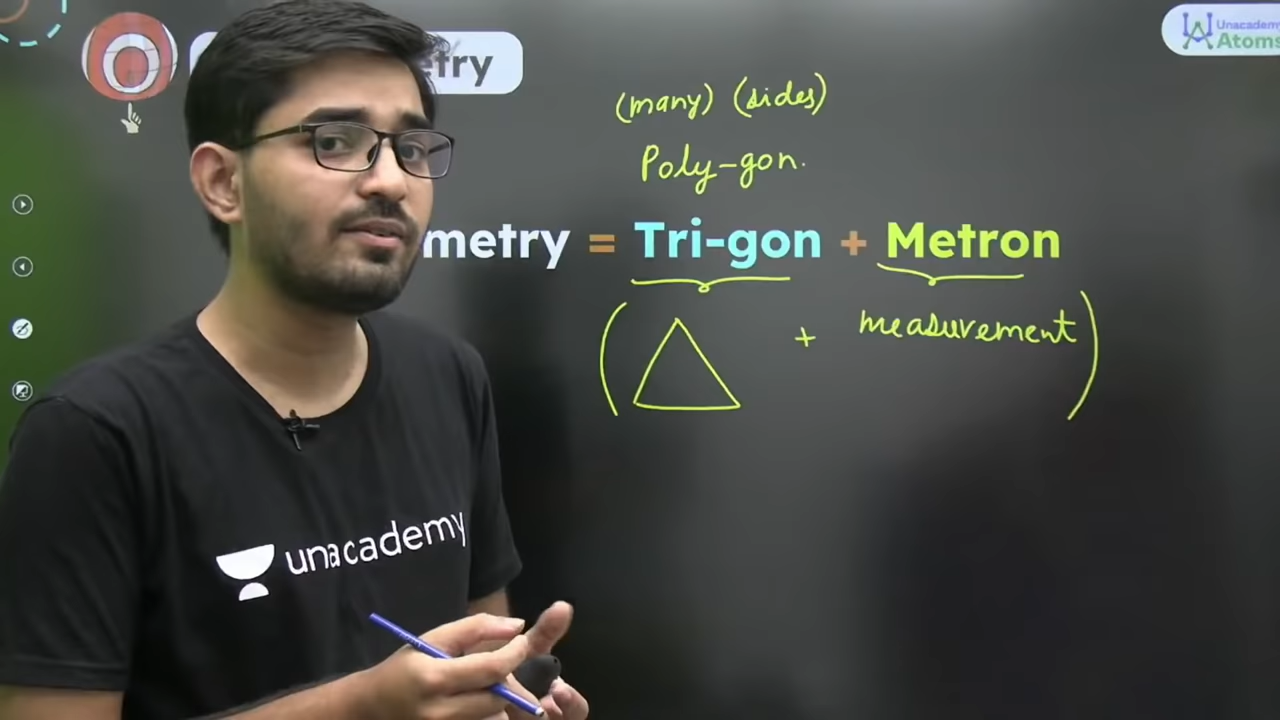 etry
Unacademy
Atoms
(many) (sides)
Poly-gon.
metry = Tri-gon + Metron
( + measurement )
unacademy